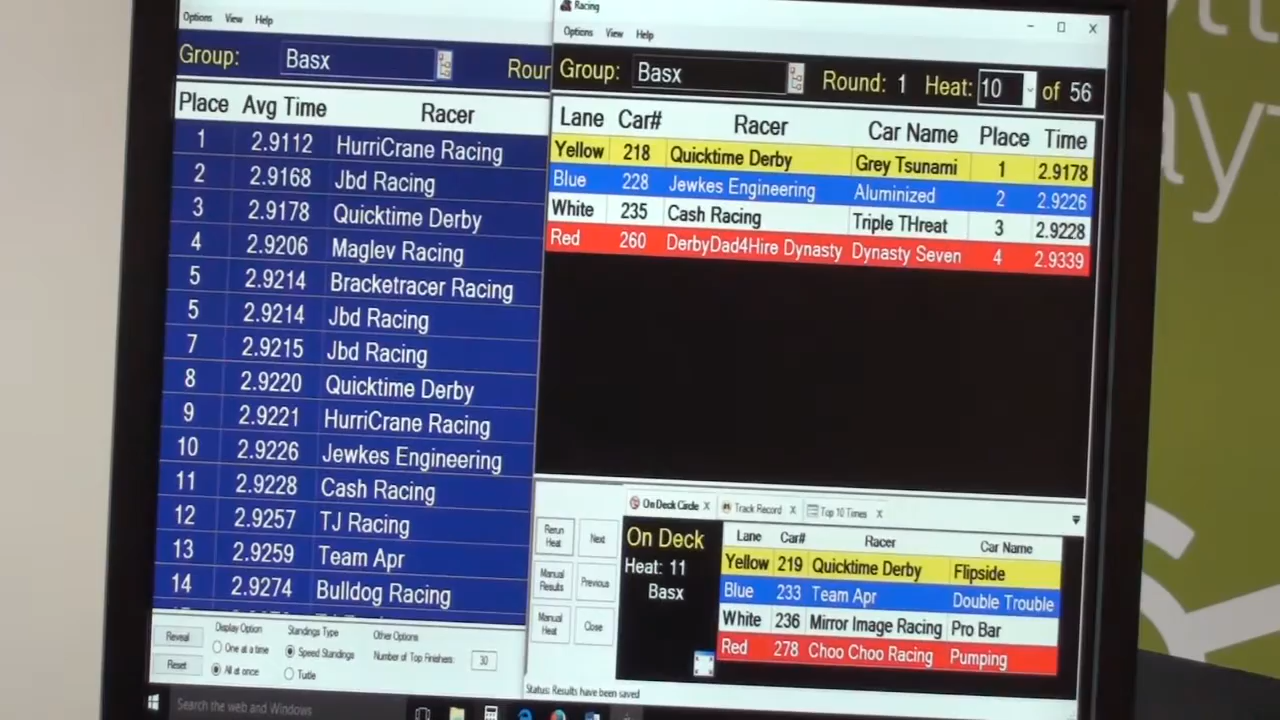 Options View Help
Group: Basx Roun
Place Avg Time Racer
1 2.9112 HurriCrane Racing
2 2.9168 Jbd Racing
3 2.9178 Quicktime Derby
4 2.9206 Maglev Racing
5 2.9214 Bracketracer Racing
5 2.9214 Jbd Racing
7 2.9215 Jbd Racing
8 2.9220 Quicktime Derby
9 2.9221 HurriCrane Racing
10 2.9226 Jewkes Engineering
11 2.9228 Cash Racing
12 2.9257 TJ Racing
13 2.9259 Team Apr
14 2.9274 Bulldog Racing
Reveal
Reset
Display Option
One at a time
All at once
Standings Type
Speed Standings
Turtle
Other Options
Number of Top Finishers: 30
Racing
Options View Help
Group: Basx Round: 1 Heat: 10 of 56
Lane Car# Racer Car Name Place Time
Yellow 218 Quicktime Derby Grey Tsunami 1 2.9178
Blue 228 Jewkes Engineering Aluminized 2 2.9226
White 235 Cash Racing Triple THreat 3 2.9228
Red 260 DerbyDad4Hire Dynasty Dynasty Seven 4 2.9339
Rerun Heat
Next
Manual Results
Previous
Manual Heat
Close
On Deck Circle X Track Record X Top 10 Times X
On Deck
Heat: 11
Basx
Lane Car# Racer Car Name
Yellow 219 Quicktime Derby Flipside
Blue 233 Team Apr Double Trouble
White 236 Mirror Image Racing Pro Bar
Red 278 Choo Choo Racing Pumping
Status: Results have been saved
Search the web and Windows